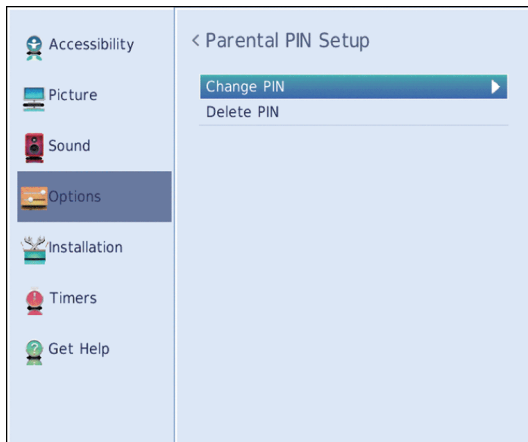 Accessibility
Picture
Sound
Options
Installation
Timers
Get Help
< Parental PIN Setup
Change PIN
Delete PIN